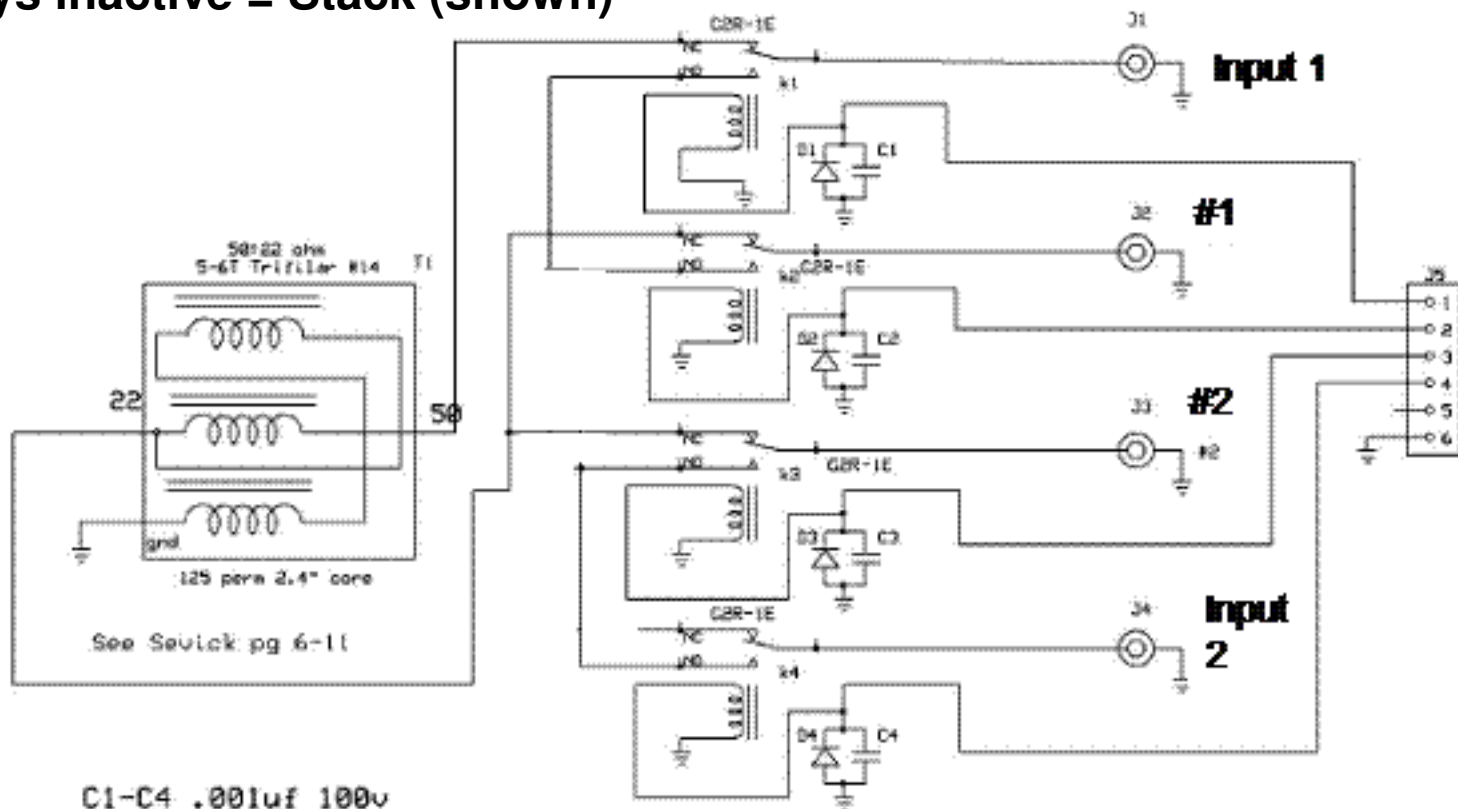 ys inactive = Stack (shown)
G2R-1E
J1
Input 1
NC
NO
k1
D1
C1
J2
#1
50:22 ohm
5-6T Trifilar #14
T1
NC
NO
k2
G2R-1E
J5
1
2
3
4
5
6
D2
C2
22
50
J3
#2
NC
NO
k3
G2R-1E
#2
gnd
D3
C3
125 perm 2.4" core
G2R-1E
J4
Input
2
See Sevick pg 6-11
NC
NO
k4
D4
C4
C1-C4 .001uf 100v